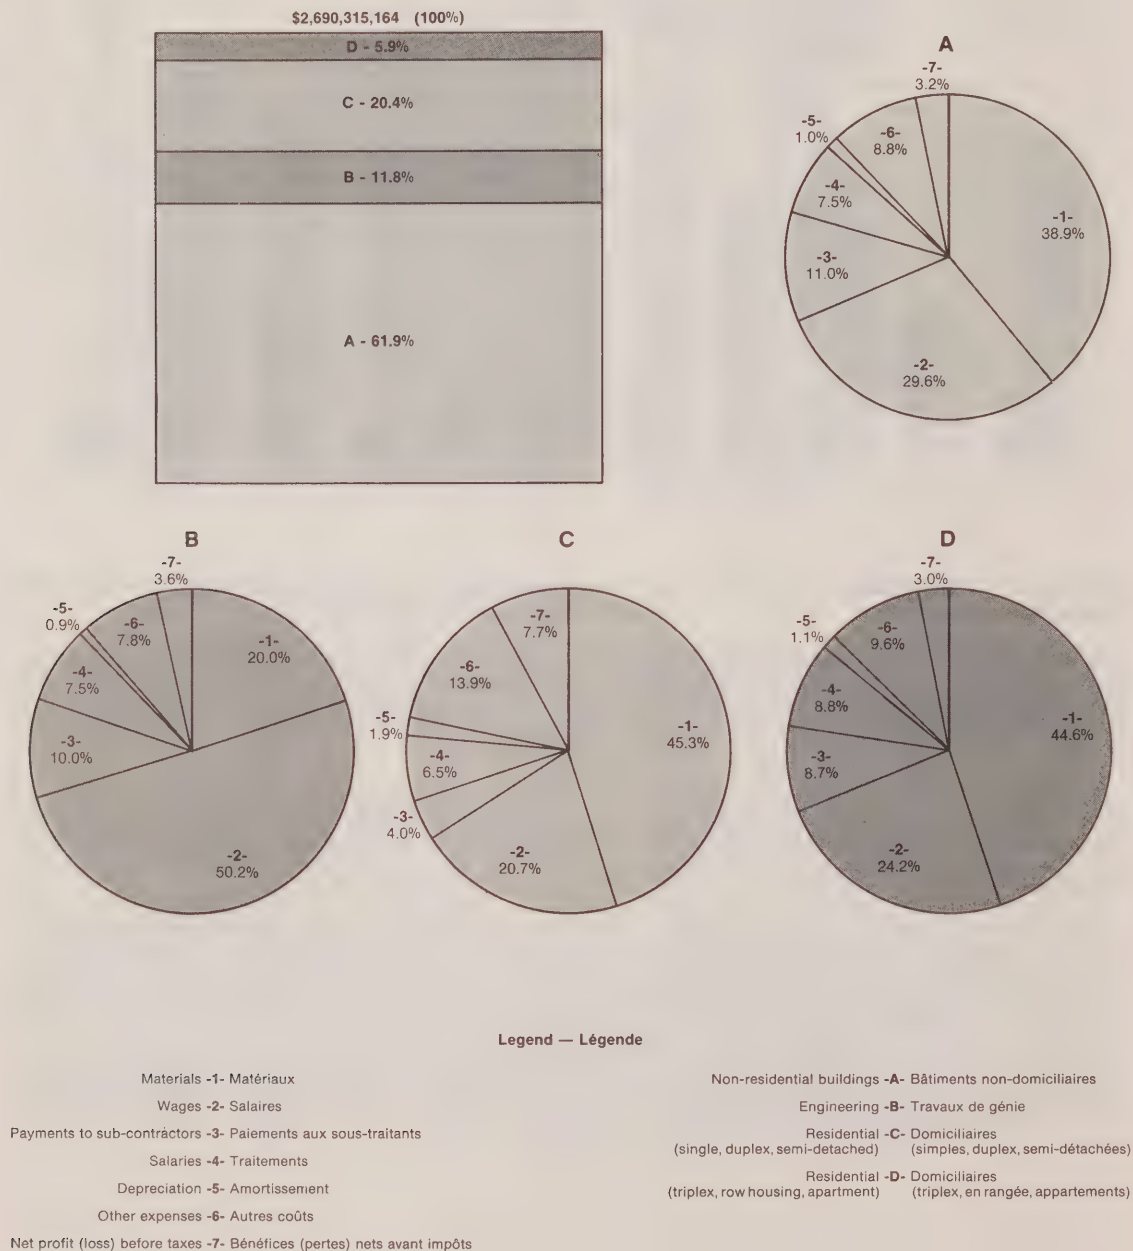 $2,690,315,164 (100%)
D - 5.9%
C - 20.4%
B - 11.8%
A - 61.9%
A
-7-
3.2%
-5-
1.0%
-6-
8.8%
-4-
7.5%
-1-
38.9%
-3-
11.0%
-2-
29.6%
B
-7-
3.6%
-5-
0.9%
-6-
7.8%
-1-
20.0%
-4-
7.5%
-3-
10.0%
-2-
50.2%
C
-7-
7.7%
-6-
13.9%
-5-
1.9%
-1-
45.3%
-4-
6.5%
-3-
4.0%
-2-
20.7%
D
-7-
3.0%
-5-
1.1%
-6-
9.6%
-4-
8.8%
-1-
44.6%
-3-
8.7%
-2-
24.2%
Legend — Légende
Materials -1- Matériaux
Wages -2- Salaires
Payments to sub-contractors -3- Paiements aux sous-traitants
Salaries -4- Traitements
Depreciation -5- Amortissement
Other expenses -6- Autres coûts
Net profit (loss) before taxes -7- Bénéfices (pertes) nets avant impôts
Non-residential buildings -A- Bâtiments non-domiciliaires
Engineering -B- Travaux de génie
Residential -C- Domiciliaires
(single, duplex, semi-detached) (simples, duplex, semi-détachées)
Residential -D- Domiciliaires
(triplex, row housing, apartment) (triplex, en rangée, appartements)